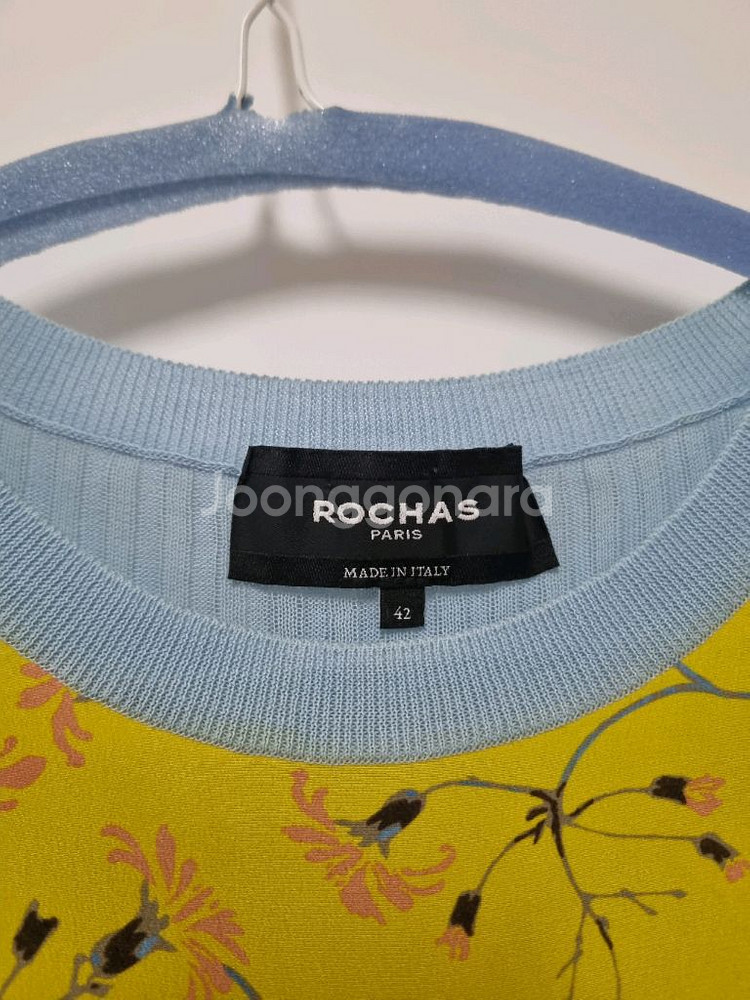 Joonggonara
ROCHAS
PARIS
MADE IN ITALY
42